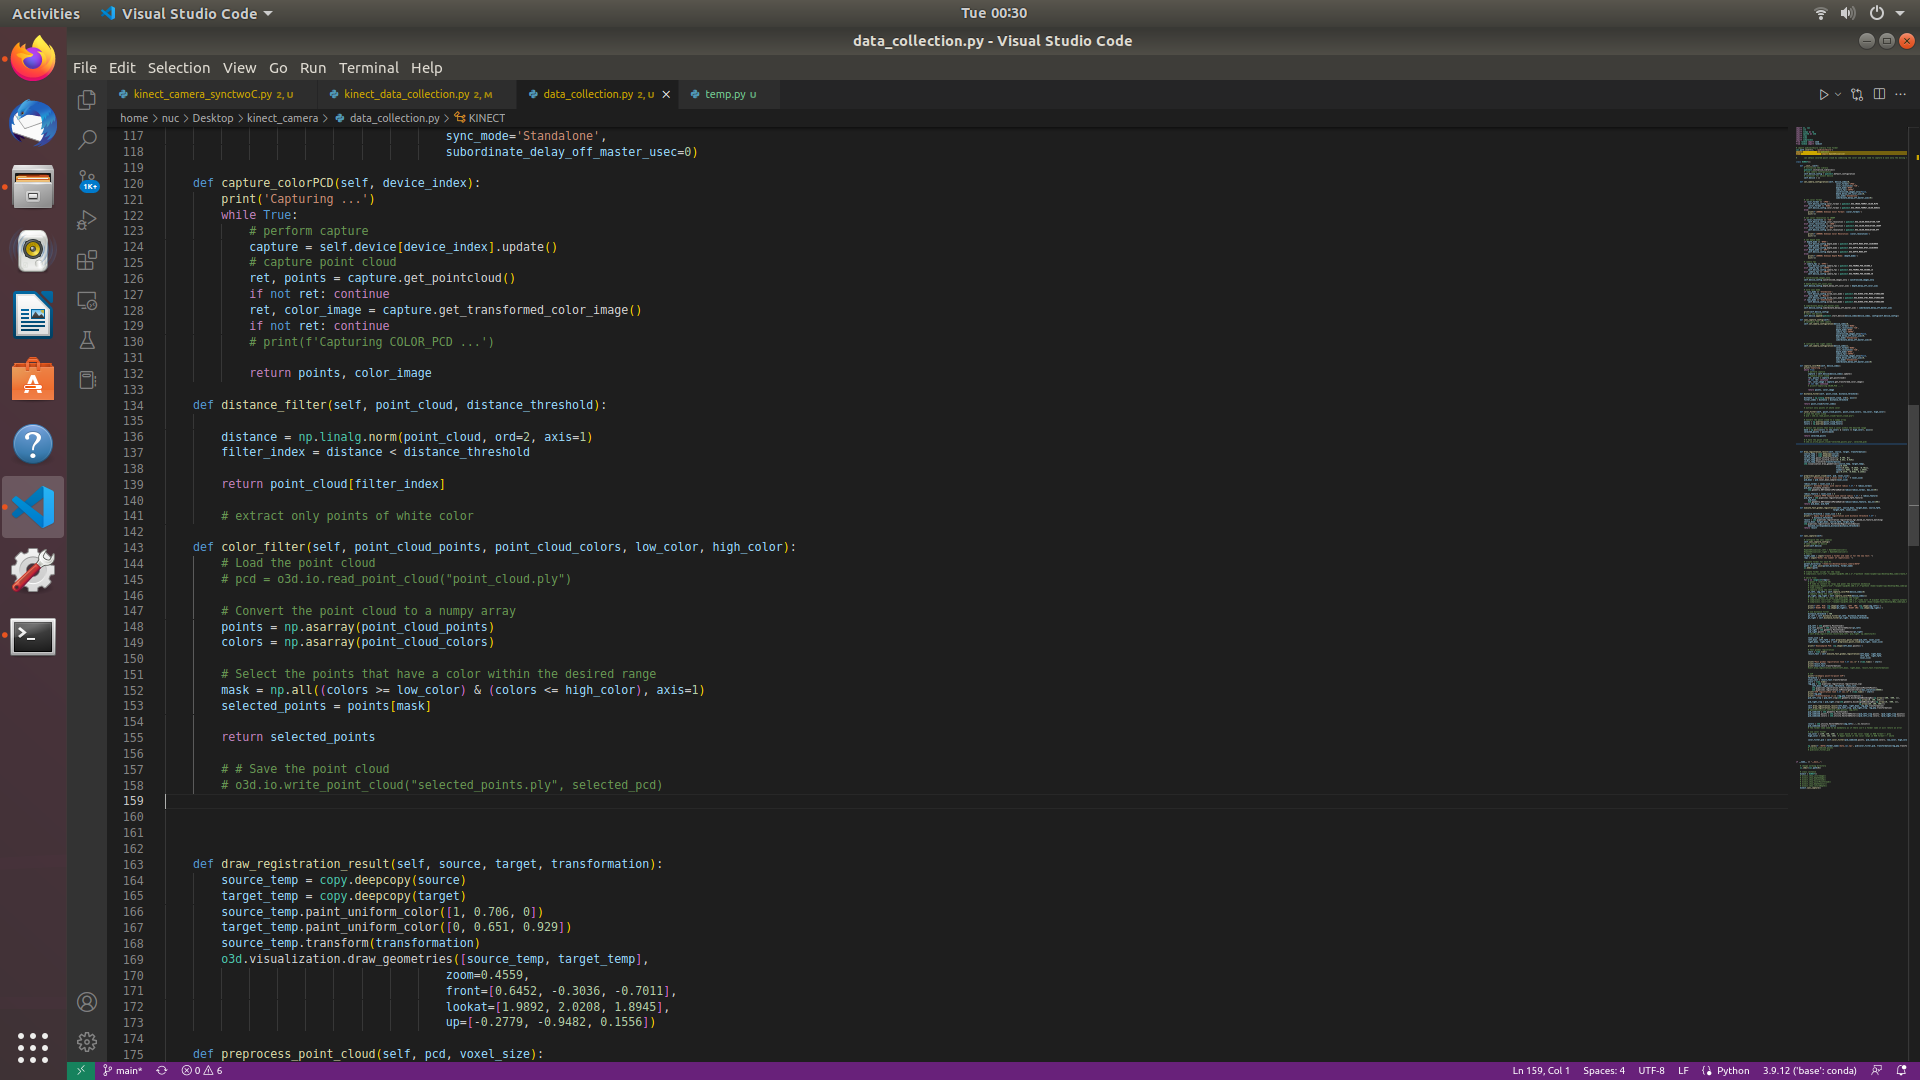 Activities Visual Studio Code Tue 00:30
data_collection.py - Visual Studio Code
File Edit Selection View Go Run Terminal Help
kinect_camera_synctwoC.py 2, U kinect_data_collection.py 2, M data_collection.py 2, U temp.py U
home > nuc > Desktop > kinect_camera > data_collection.py > KINECT
1K+
117 sync_mode='Standalone',
118 subordinate_delay_off_master_usec=0)
119
120 def capture_colorPCD(self, device_index):
121 print('Capturing ...')
122 while True:
123 # perform capture
124 capture = self.device[device_index].update()
125 # capture point cloud
126 ret, points = capture.get_pointcloud()
127 if not ret: continue
128 ret, color_image = capture.get_transformed_color_image()
129 if not ret: continue
130 # print(f'Capturing COLOR_PCD ...')
131
132 return points, color_image
133
134 def distance_filter(self, point_cloud, distance_threshold):
135
136 distance = np.linalg.norm(point_cloud, ord=2, axis=1)
137 filter_index = distance < distance_threshold
138
139 return point_cloud[filter_index]
140
141 # extract only points of white color
142
143 def color_filter(self, point_cloud_points, point_cloud_colors, low_color, high_color):
144 # Load the point cloud
145 # pcd = o3d.io.read_point_cloud("point_cloud.ply")
146
147 # Convert the point cloud to a numpy array
148 points = np.asarray(point_cloud_points)
149 colors = np.asarray(point_cloud_colors)
150
151 # Select the points that have a color within the desired range
152 mask = np.all((colors >= low_color) & (colors <= high_color), axis=1)
153 selected_points = points[mask]
154
155 return selected_points
156
157 # # Save the point cloud
158 # o3d.io.write_point_cloud("selected_points.ply", selected_pcd)
159
160
161
162
163 def draw_registration_result(self, source, target, transformation):
164 source_temp = copy.deepcopy(source)
165 target_temp = copy.deepcopy(target)
166 source_temp.paint_uniform_color([1, 0.706, 0])
167 target_temp.paint_uniform_color([0, 0.651, 0.929])
168 source_temp.transform(transformation)
169 o3d.visualization.draw_geometries([source_temp, target_temp],
170 zoom=0.4559,
171 front=[0.6452, -0.3036, -0.7011],
172 lookat=[1.9892, 2.0208, 1.8945],
173 up=[-0.2779, -0.9482, 0.1556])
174
175 def preprocess_point_cloud(self, pcd, voxel_size):
main* 0 6 Ln 159, Col 1 Spaces: 4 UTF-8 LF Python 3.9.12 ('base': conda)